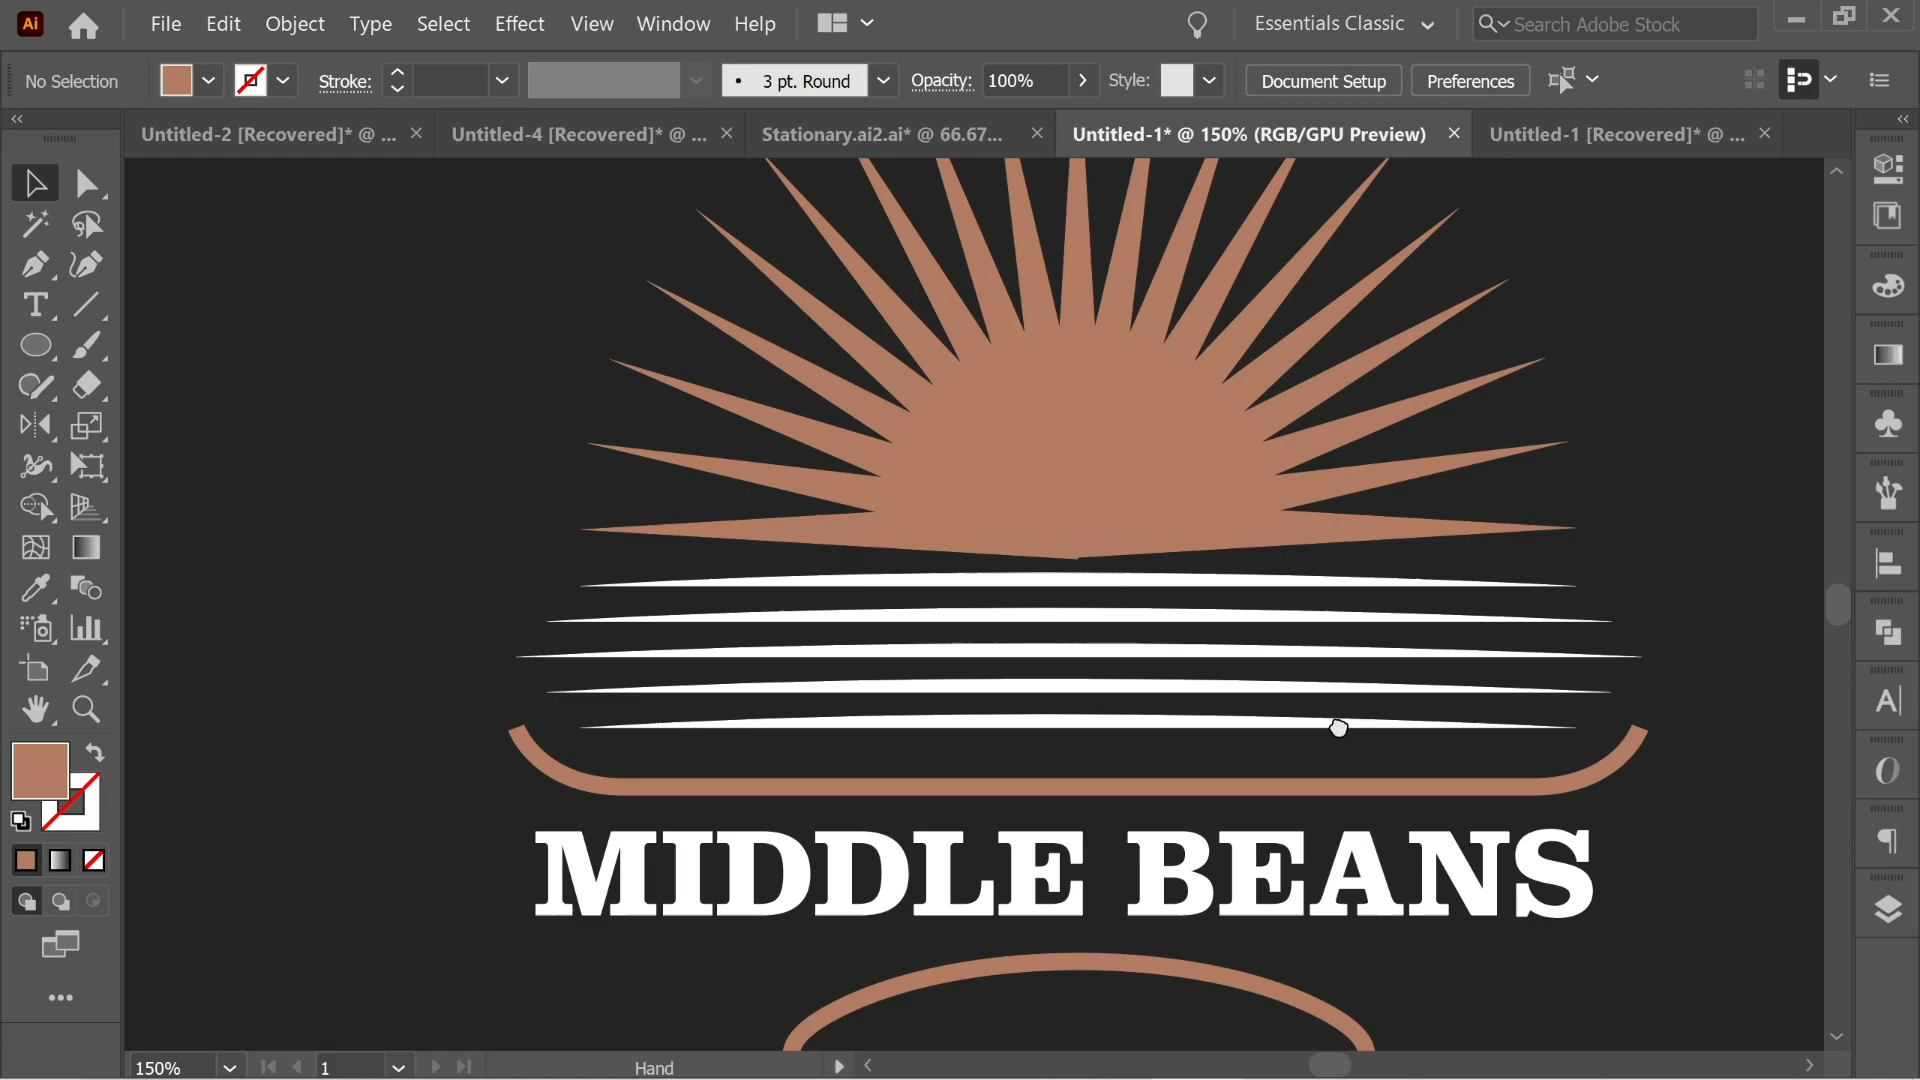 Ai File Edit Object Type Select Effect View Window Help Essentials Classic Search Adobe Stock
No Selection Stroke: 3 pt. Round Opacity: 100% Style: Document Setup Preferences
Untitled-2 [Recovered]* @ ... Untitled-4 [Recovered]* @ ... Stationary.ai2.ai* @ 66.67... Untitled-1* @ 150% (RGB/GPU Preview) Untitled-1 [Recovered]* @ ...
MIDDLE BEANS
150% 1 Hand